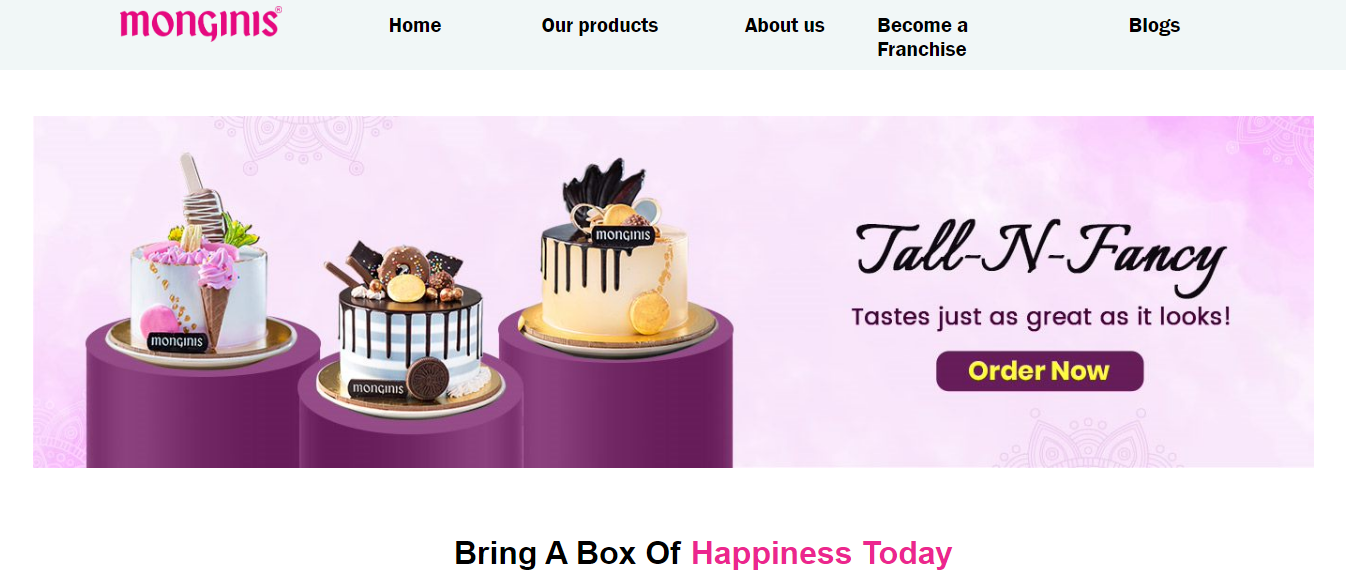 monginis®
Home
Our products
About us
Become a
Franchise
Blogs
Tall-N-Fancy
Tastes just as great as it looks!
Order Now
monginis
monginis
monginis
Bring A Box Of Happiness Today